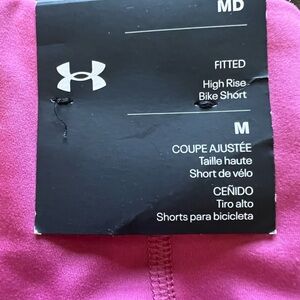 MD
FITTED
High Rise
Bike Short
M
COUPE AJUSTÉE
Taille haute
Short de vélo
CEÑIDO
Tiro alto
Shorts para bicicleta